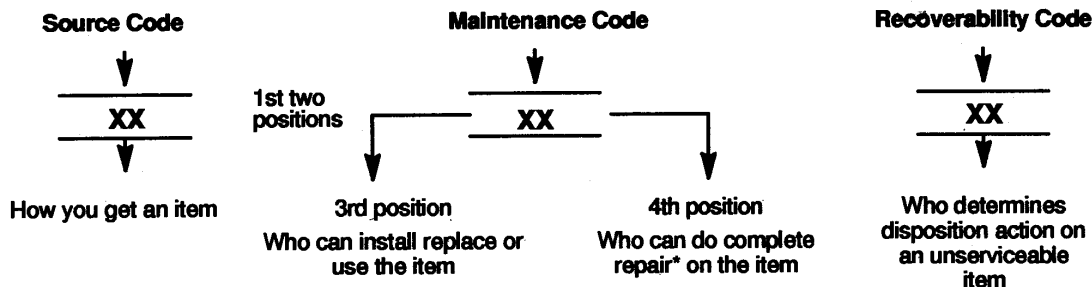 Source Code
XX
How you get an item
1st two
positions
Maintenance Code
XX
3rd position
Who can install replace or
use the item
4th position
Who can do complete
repair* on the item
Recoverability Code
XX
Who determines
disposition action on
an unserviceable
item